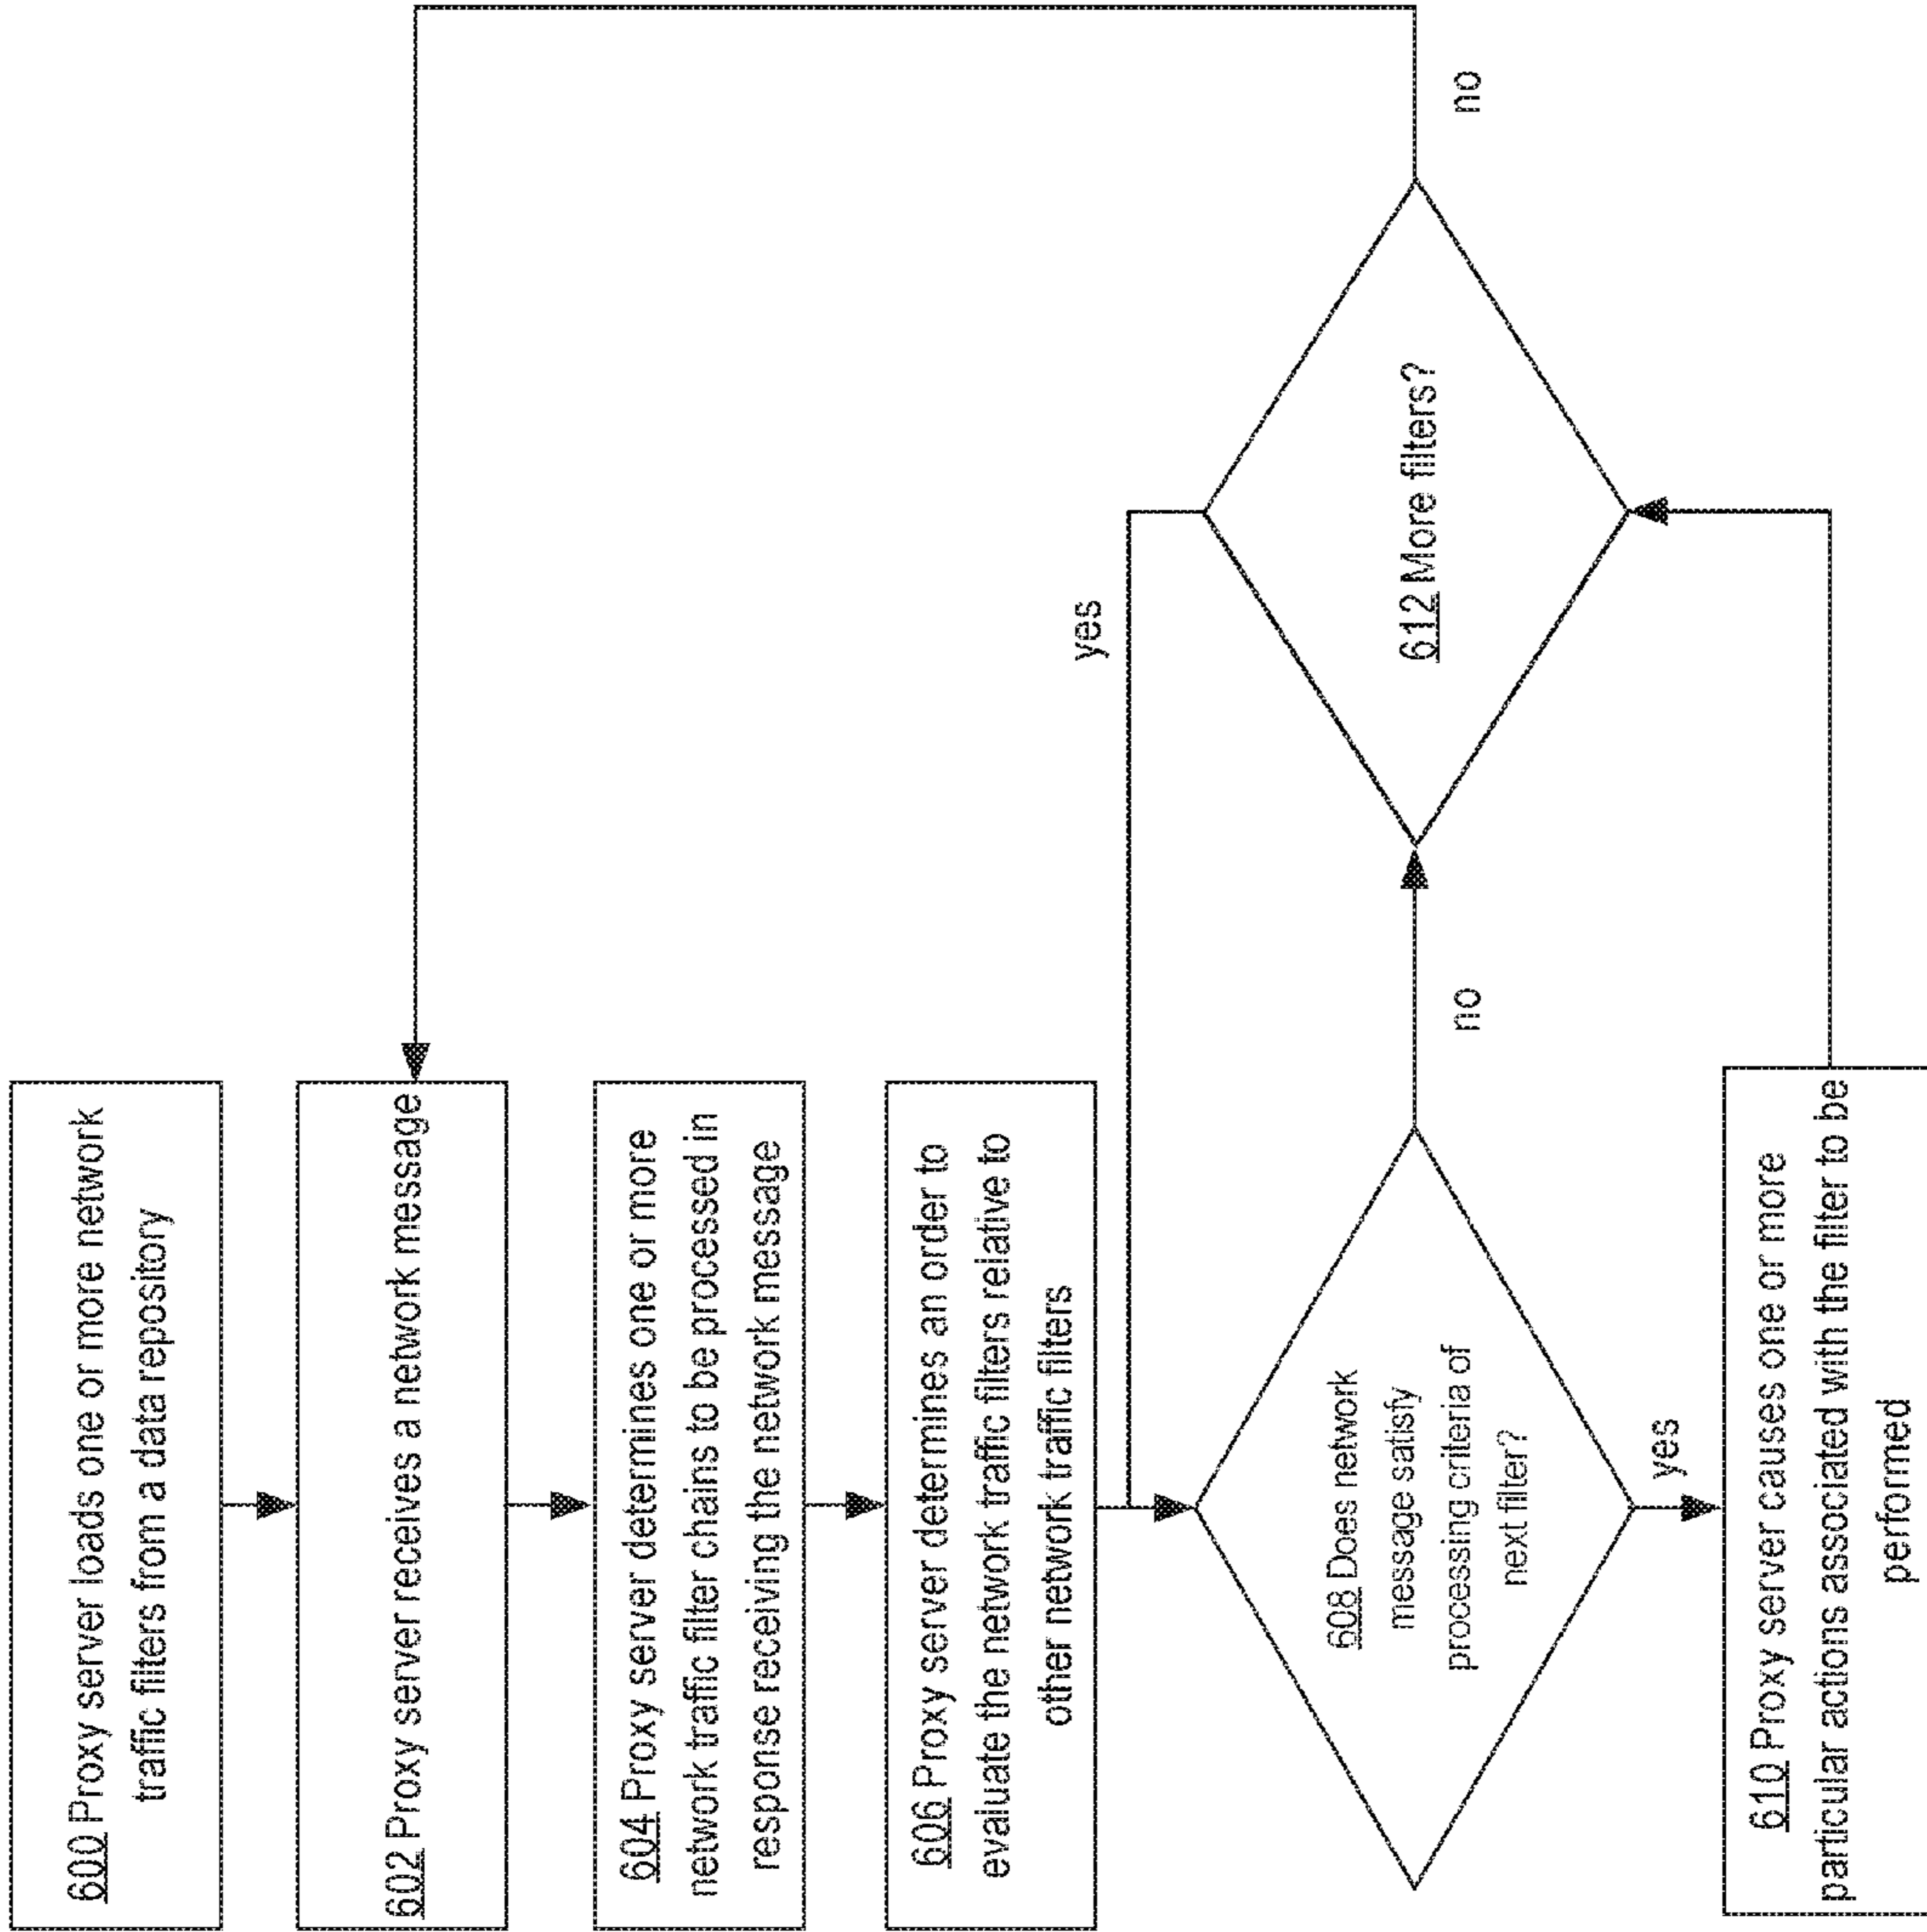 600 Proxy server loads one or more network
traffic filters from a data repository
602 Proxy server receives a network message
604 Proxy server determines one or more
network traffic filter chains to be processed in
response receiving the network message
606 Proxy server determines an order to
evaluate the network traffic filters relative to
other network traffic filters
608 Does network
message satisfy
processing criteria of
next filter?
no
yes
610 Proxy server causes one or more
particular actions associated with the filter to be
performed
612 More filters?
yes
no